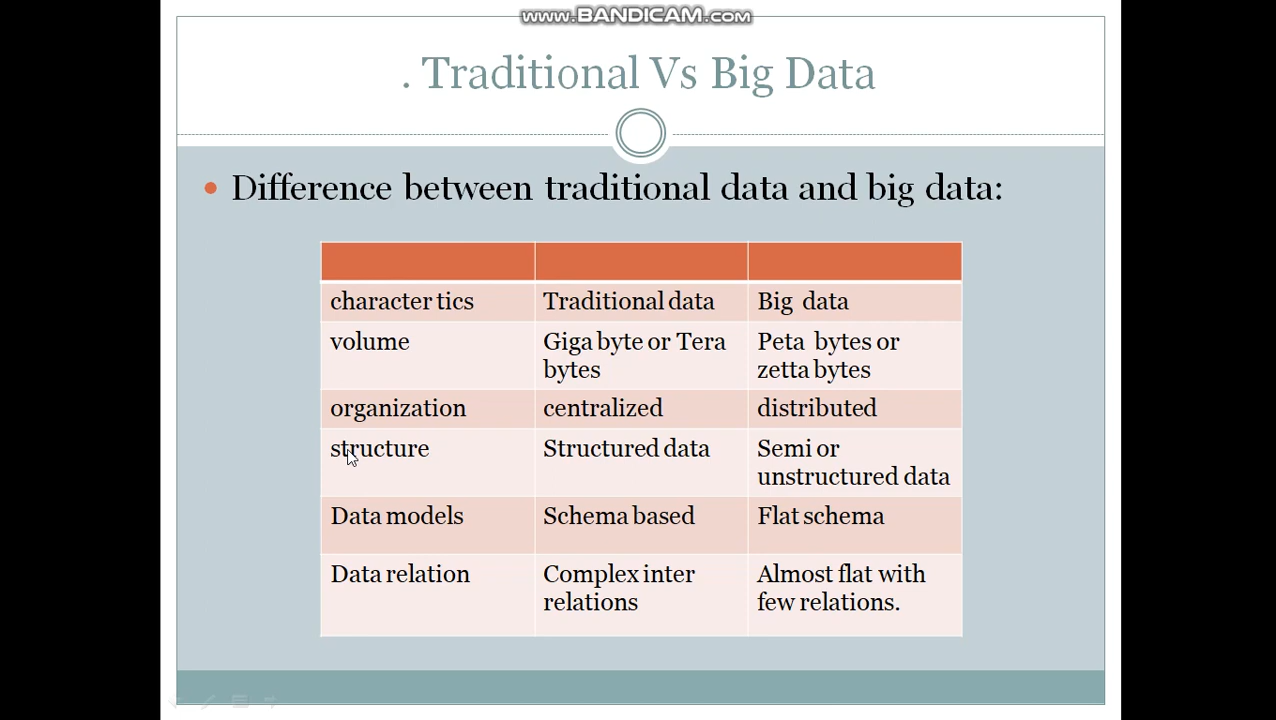 www.BANDICAM.com
. Traditional Vs Big Data
• Difference between traditional data and big data:
character tics Traditional data Big data
volume Giga byte or Tera bytes Peta bytes or zetta bytes
organization centralized distributed
structure Structured data Semi or unstructured data
Data models Schema based Flat schema
Data relation Complex inter relations Almost flat with few relations.